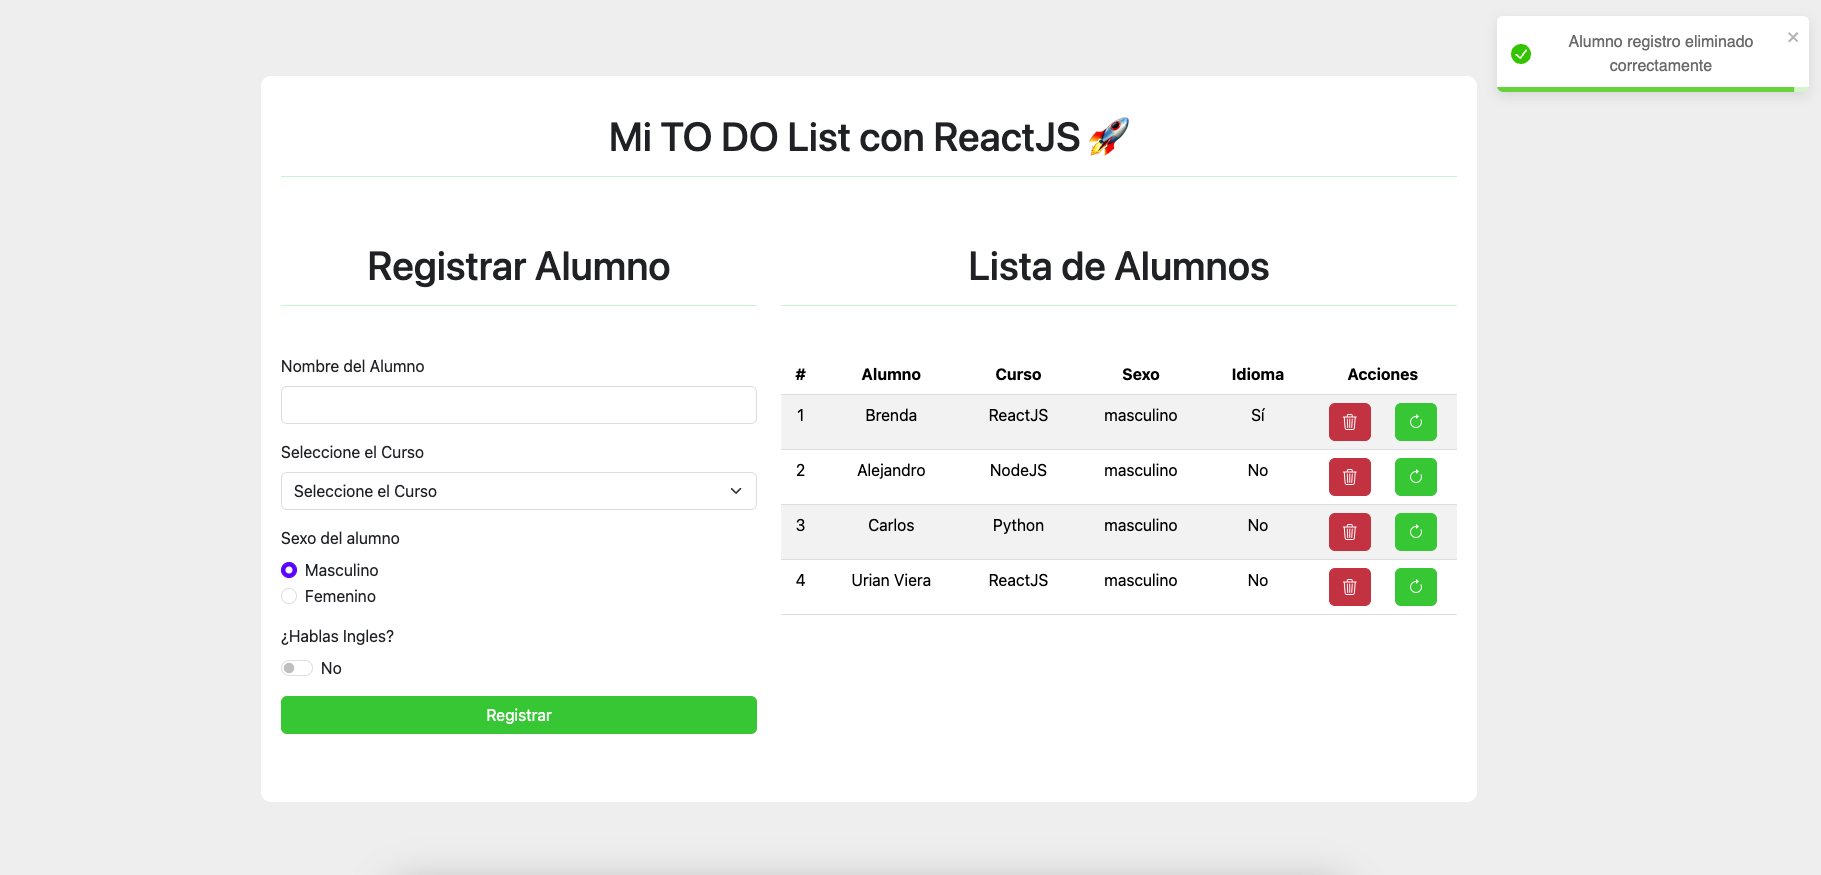 Alumno registro eliminado
correctamente
Mi TO DO List con ReactJS 🚀
Registrar Alumno
Nombre del Alumno
Seleccione el Curso
Seleccione el Curso
Sexo del alumno
Masculino
Femenino
¿Hablas Ingles?
No
Registrar
Lista de Alumnos
# Alumno Curso Sexo Idioma Acciones
1 Brenda ReactJS masculino Sí
2 Alejandro NodeJS masculino No
3 Carlos Python masculino No
4 Urian Viera ReactJS masculino No